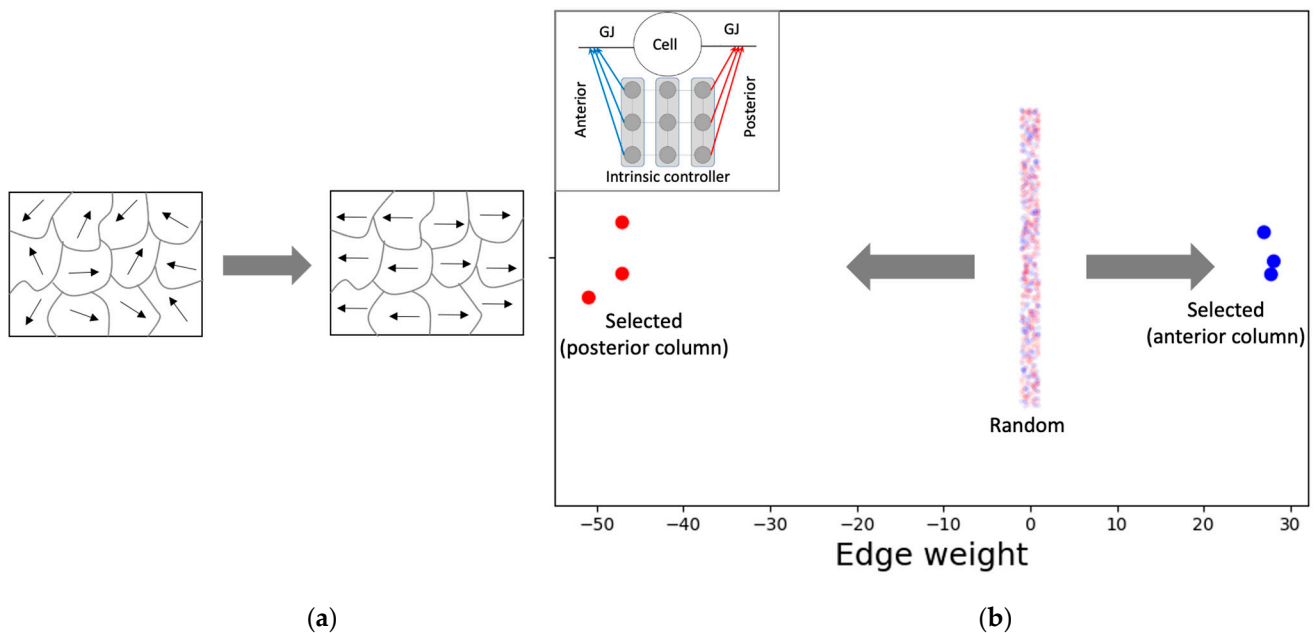 GJ
GJ
Cell
Anterior
Posterior
Intrinsic controller
Selected
(posterior column)
Selected
(anterior column)
Random
−50
−40
−30
−20
−10
0
10
20
30
Edge weight
(a)
(b)